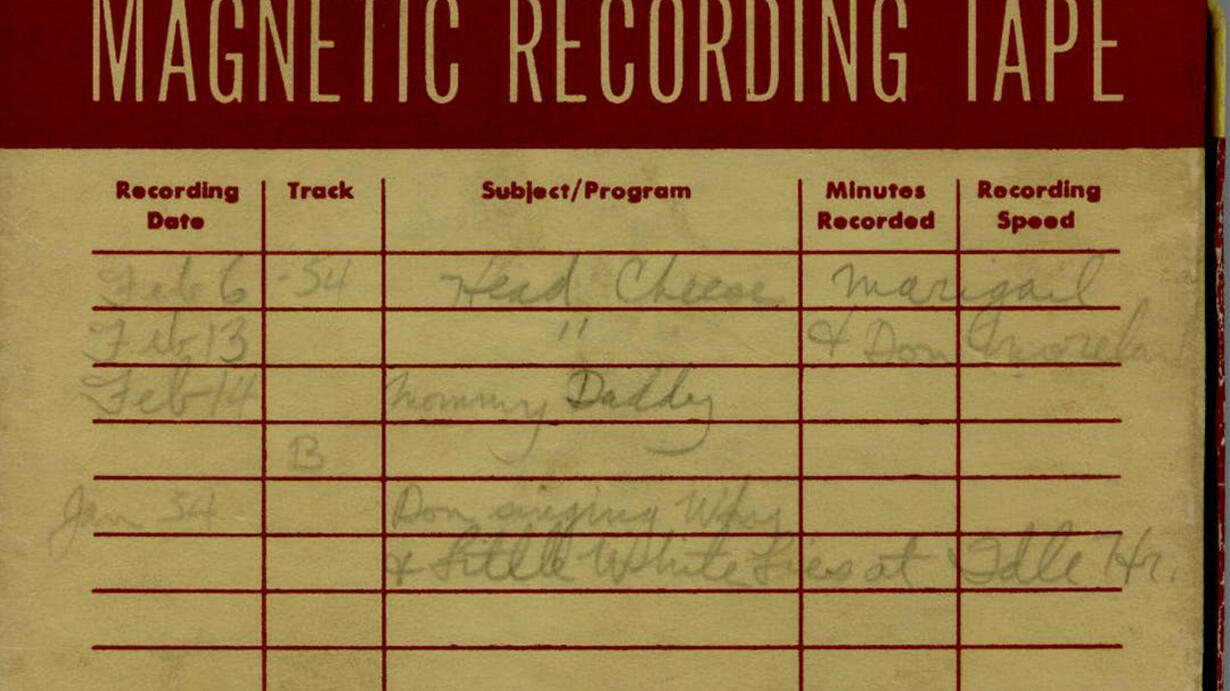 MAGNETIC RECORDING TAPE
Recording Date Track Subject/Program Minutes Recorded Recording Speed
Feb 6 -54 Head Cheese Marigail
Feb 13 " & Don Moreland
Feb 14 Mommy Daddy
B
Jan 54 Don singing Why
& Little White Lies at Idle Hr.